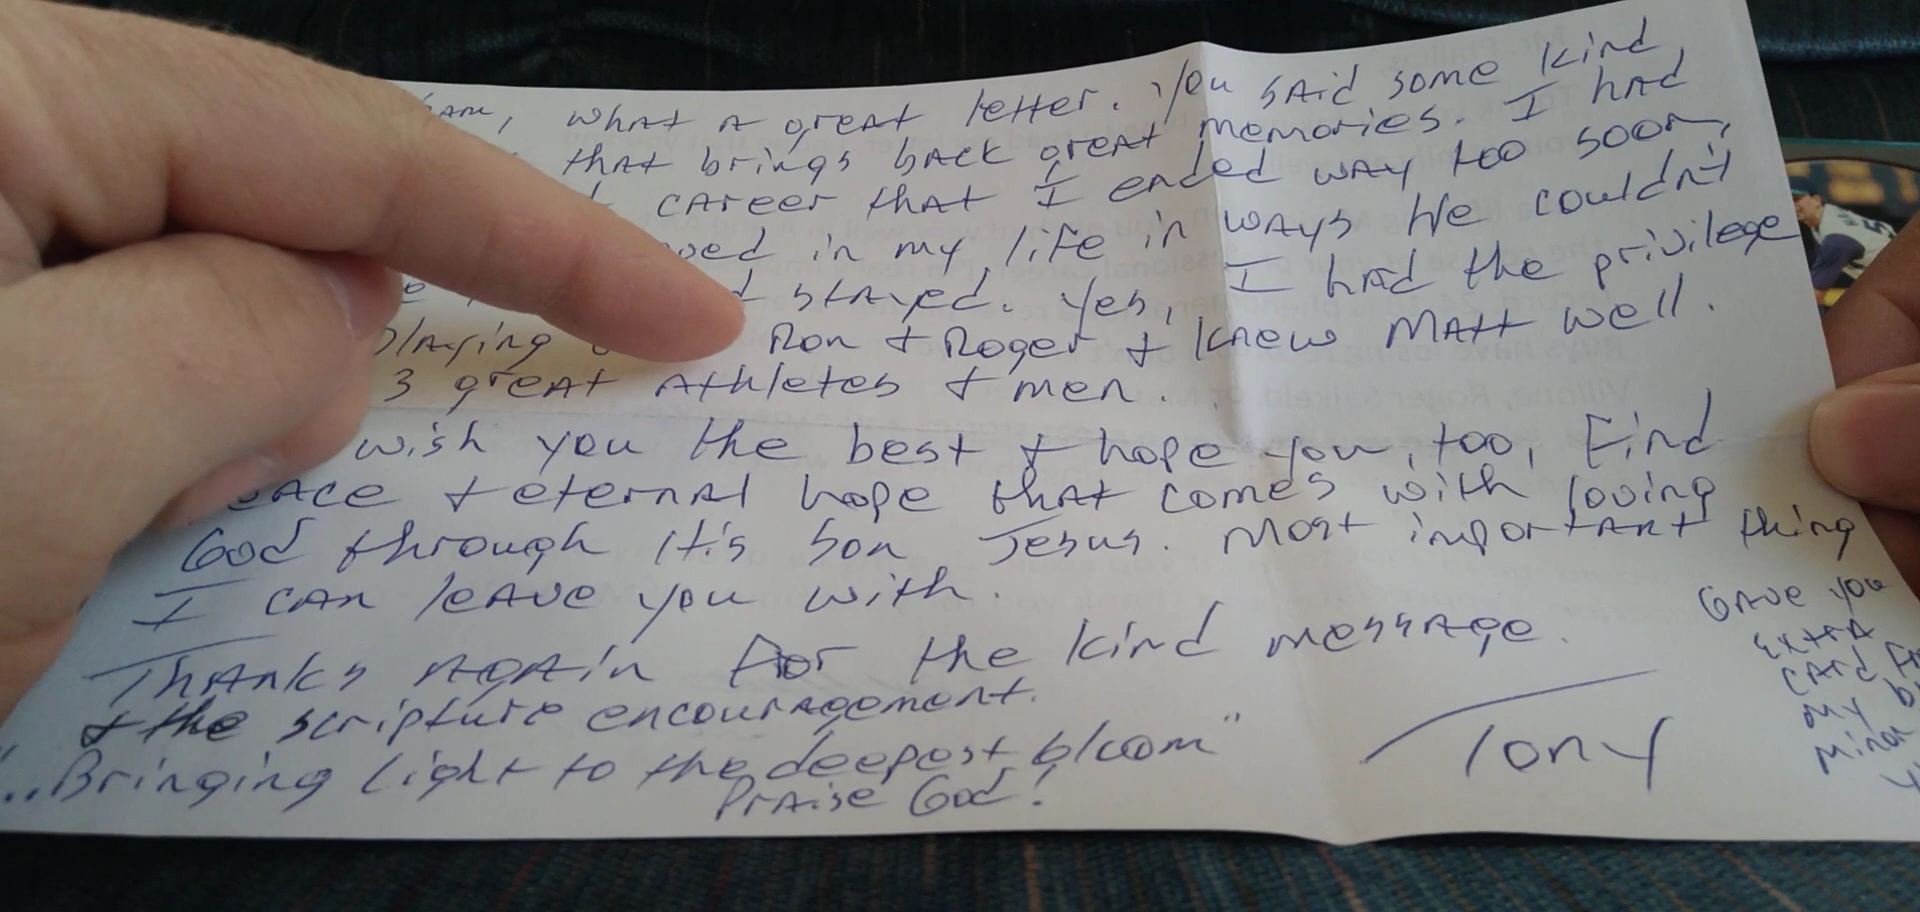 what a great letter. You said some kind
that brings back great memories. I had
career that I ended way too soon,
in my life in ways He couldn't
stayed. Yes, I had the privilege
playing Ron + Roger + knew Matt well.
3 great athletes + men.
wish you the best + hope you, too, find
+ eternal hope that comes with loving
God through It's Son Jesus. Most important thing
I can leave you with.
Thanks again for the kind message.
+ the scripture encouragement.
"..Bringing light to the deepest bloom"
Praise God!
Tony
Gave you
extra
card
my
minor